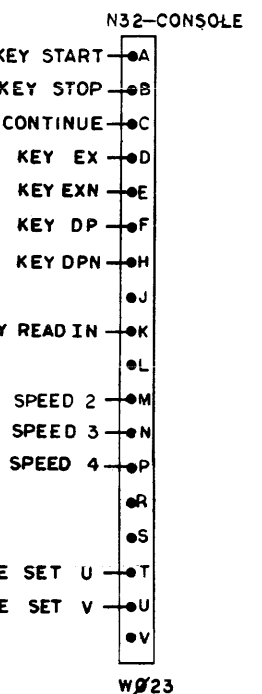 N32-CONSOLE
KEY START A
KEY STOP B
CONTINUE C
KEY EX D
KEY EXN E
KEY DP F
KEY DPN H
J
Y READ IN K
L
SPEED 2 M
SPEED 3 N
SPEED 4 P
R
S
E SET U T
E SET V U
V
WØ23